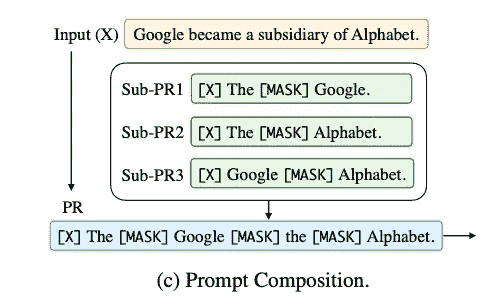 Input (X) Google became a subsidiary of Alphabet.
Sub-PR1 [X] The [MASK] Google.
Sub-PR2 [X] The [MASK] Alphabet.
Sub-PR3 [X] Google [MASK] Alphabet.
PR
[X] The [MASK] Google [MASK] the [MASK] Alphabet.
(c) Prompt Composition.